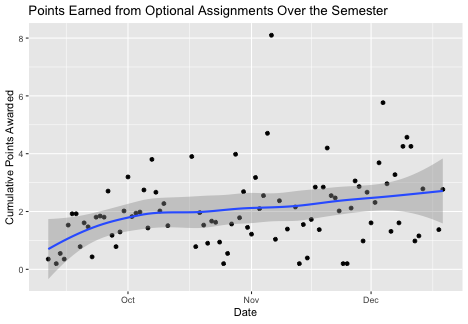 Points Earned from Optional Assignments Over the Semester
8
6
4
2
0
Cumulative Points Awarded
Oct
Nov
Dec
Date